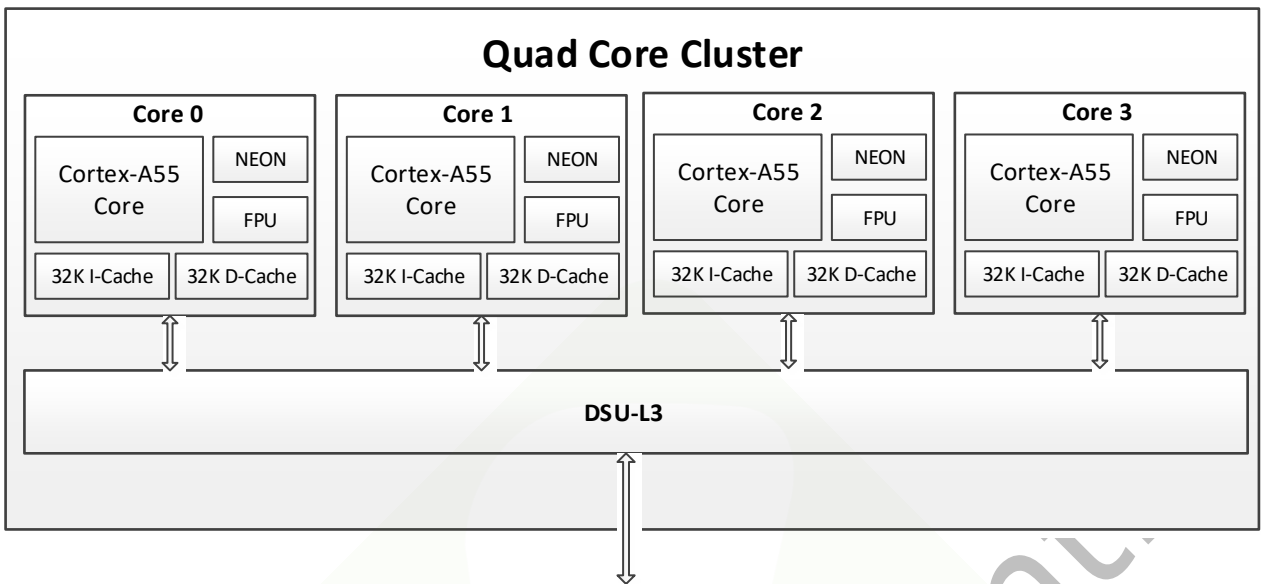 Quad Core Cluster
Core 0
Cortex-A55
Core
NEON
FPU
32K I-Cache
32K D-Cache
Core 1
Cortex-A55
Core
NEON
FPU
32K I-Cache
32K D-Cache
Core 2
Cortex-A55
Core
NEON
FPU
32K I-Cache
32K D-Cache
Core 3
Cortex-A55
Core
NEON
FPU
32K I-Cache
32K D-Cache
DSU-L3